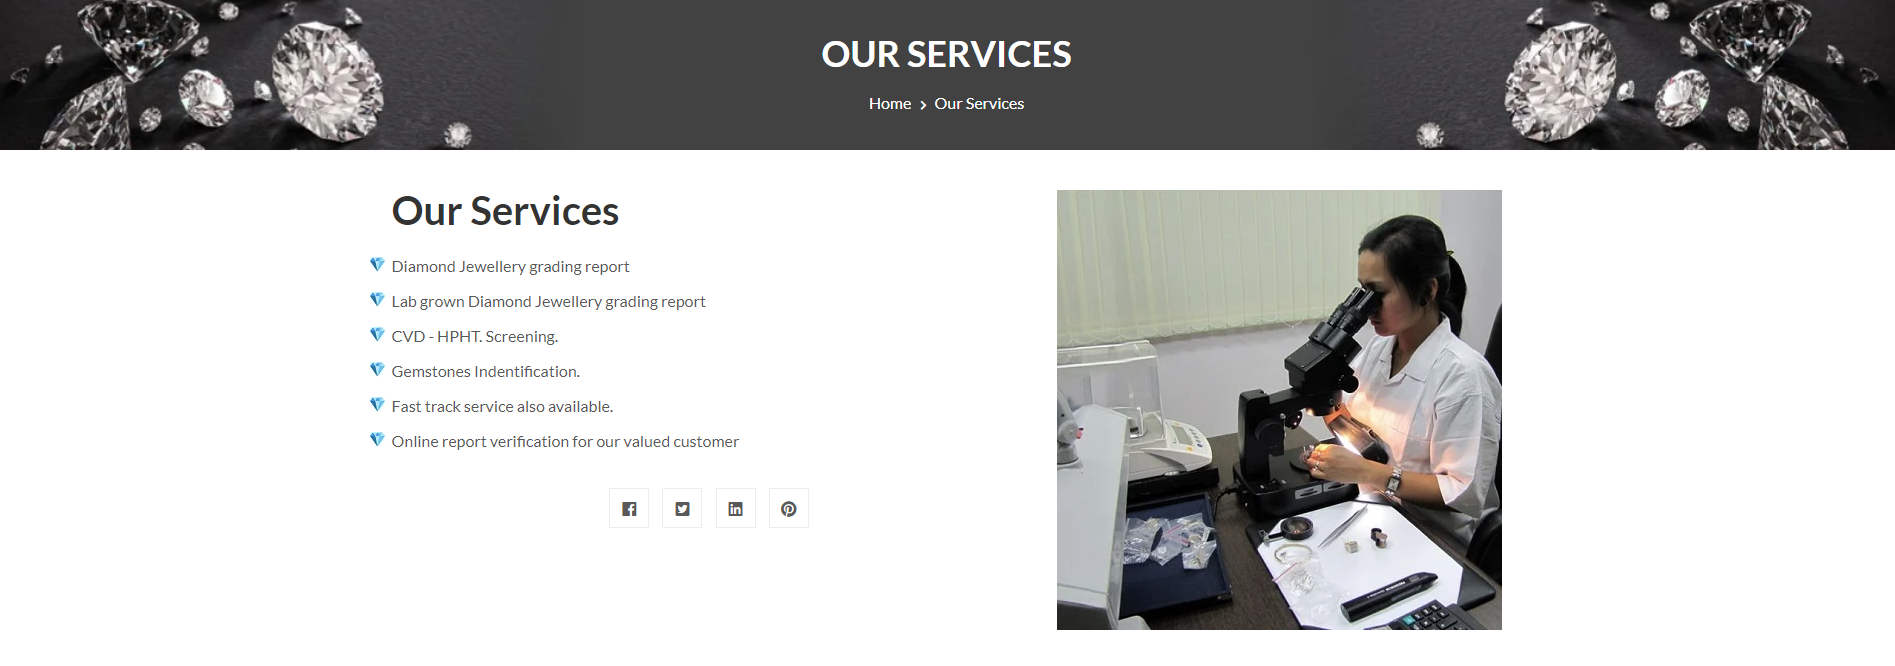 OUR SERVICES
Home > Our Services
Our Services
Diamond Jewellery grading report
Lab grown Diamond Jewellery grading report
CVD - HPHT. Screening.
Gemstones Indentification.
Fast track service also available.
Online report verification for our valued customer